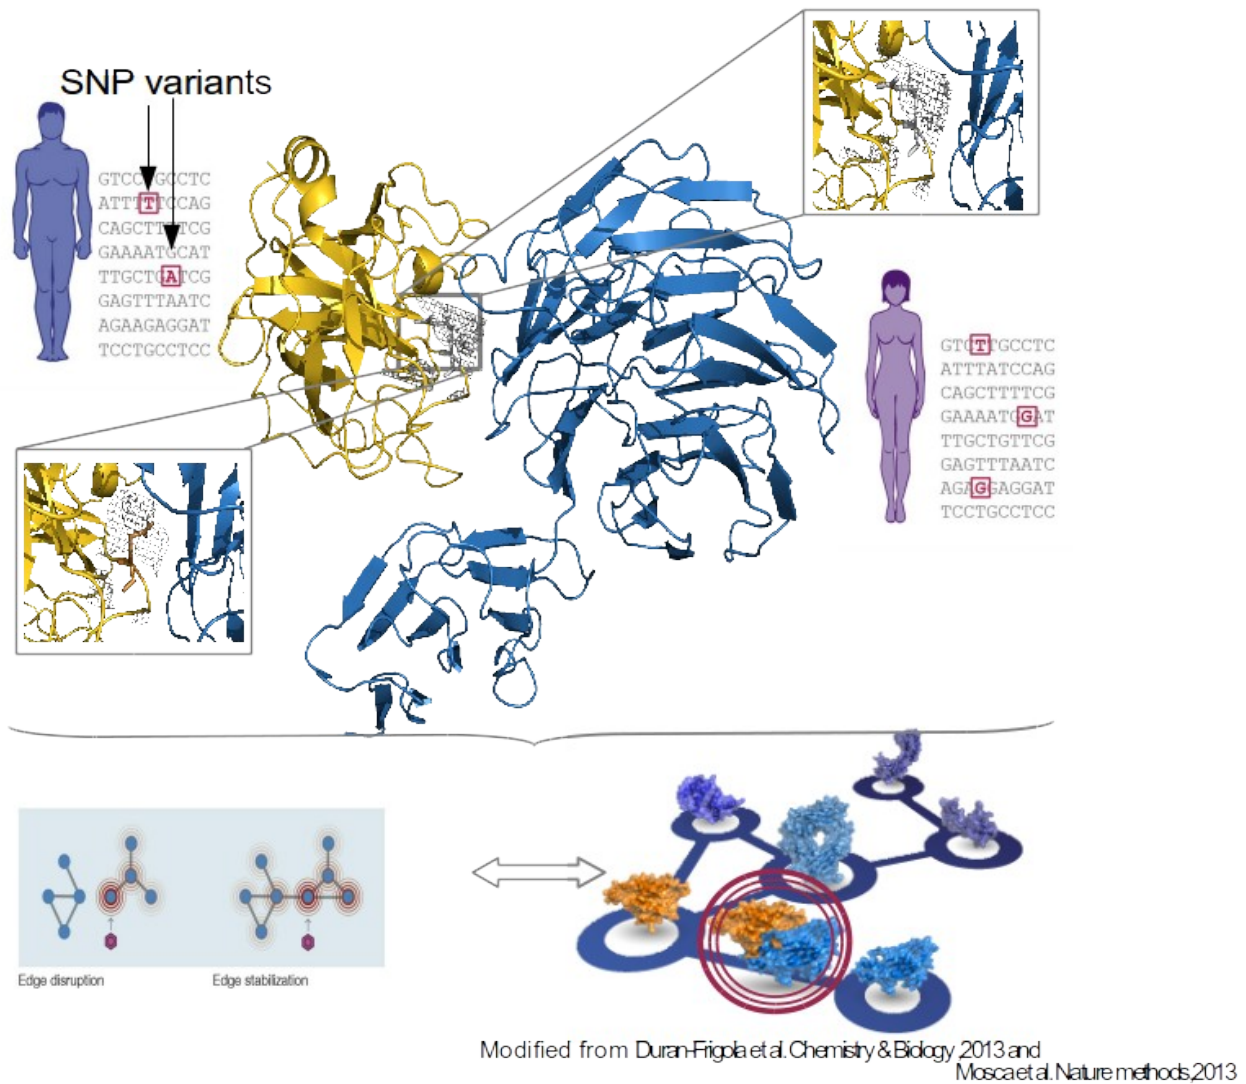 SNP variants
GTCC GCCTC
ATTTTTCCAG
CAGCTT TCG
GAAAATGCAT
TTGCTGATCG
GAGTTTAATC
AGAAGAGGAT
TCCTGCCTCC
GTCTTGCCTC
ATTTATCCAG
CAGCTTTTCG
GAAAATGGAT
TTGCTGTTCG
GAGTTTAATC
AGAGGAGGAT
TCCTGCCTCC
Edge disruption
Edge stabilization
Modified from Duran-Frigola et al. Chemistry & Biology ,2013 and
Mosca et al. Nature methods,2013